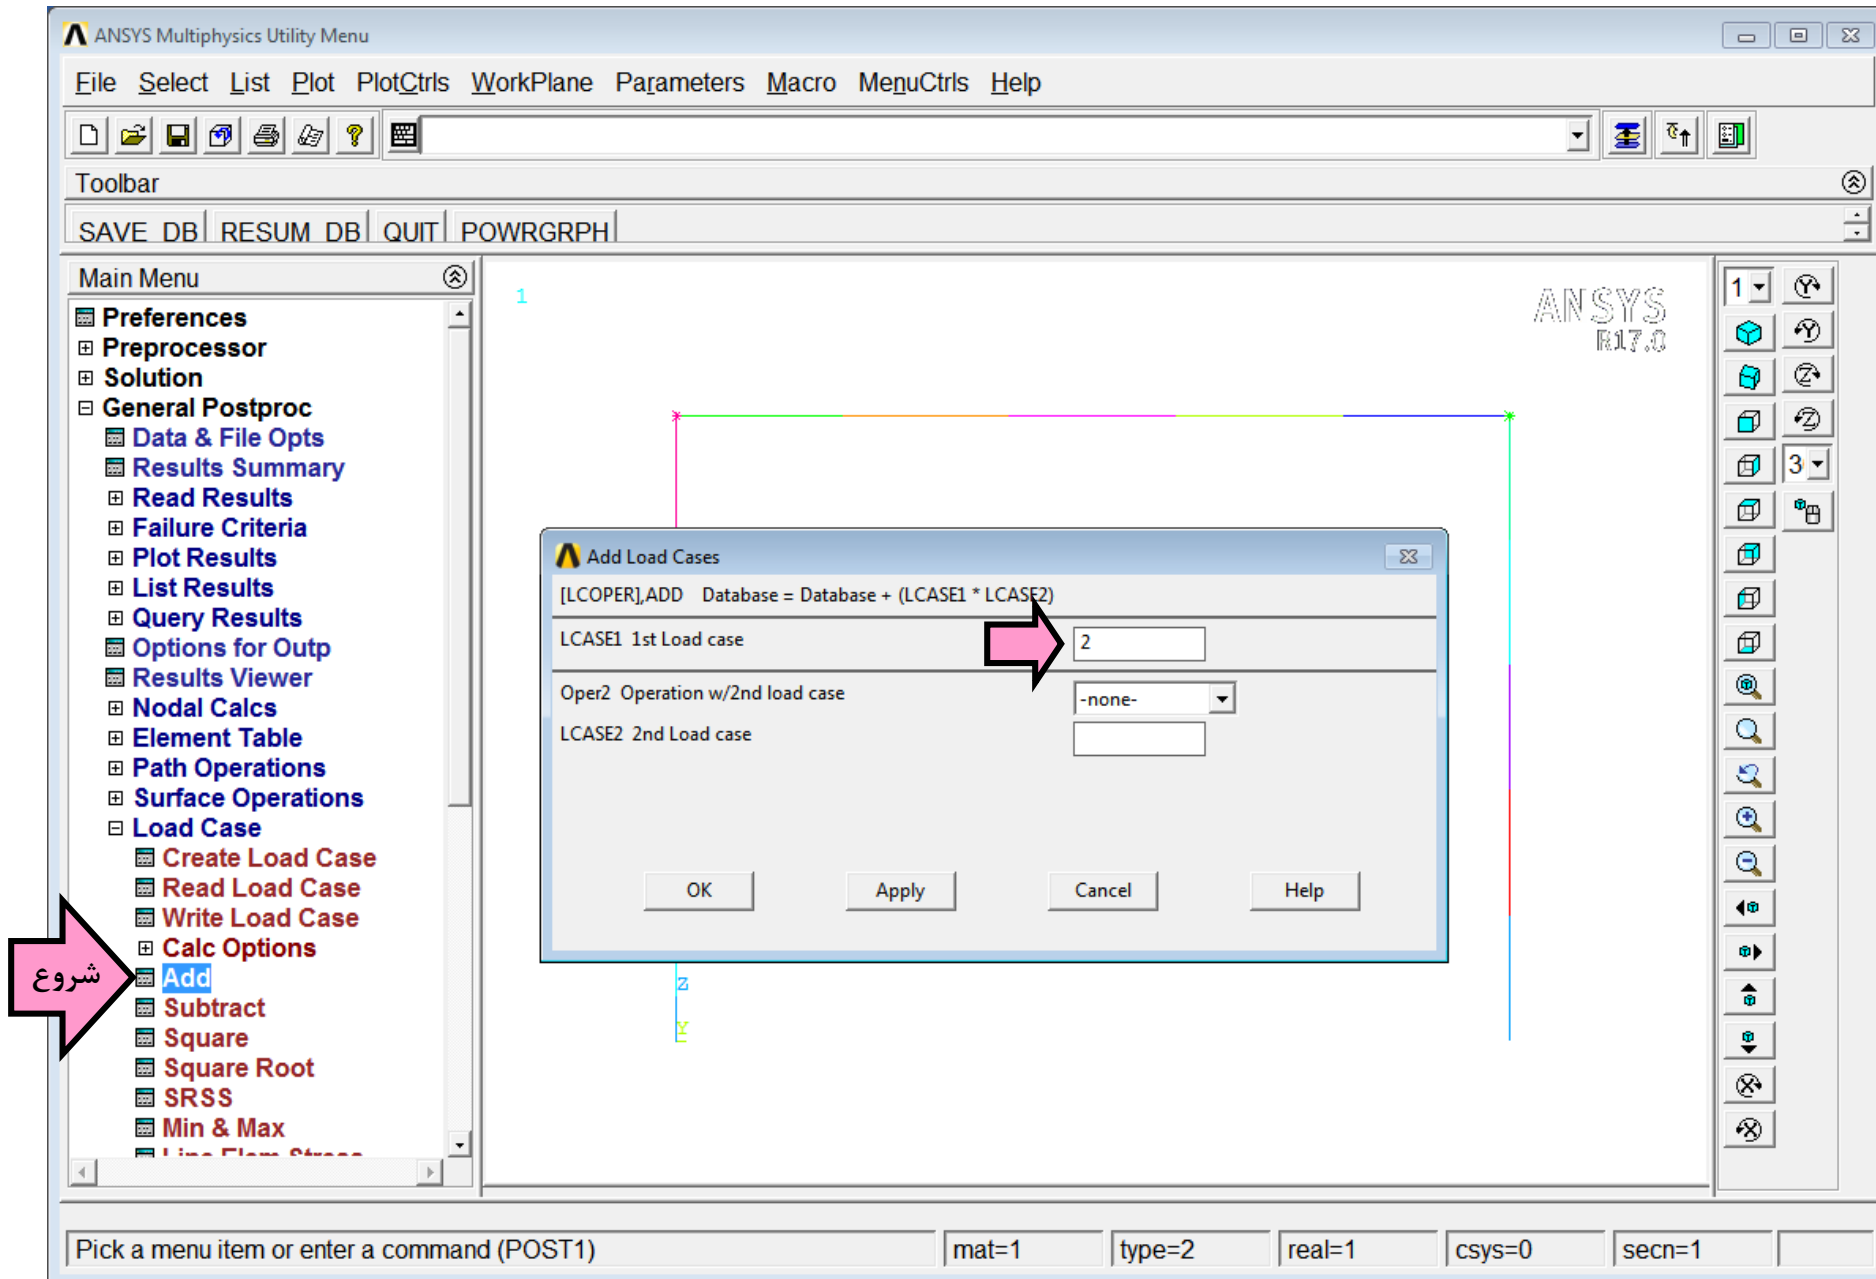 ANSYS Multiphysics Utility Menu
File Select List Plot PlotCtrls WorkPlane Parameters Macro MenuCtrls Help
Toolbar
SAVE_DB RESUM_DB QUIT POWRGRPH
Main Menu
Preferences
Preprocessor
Solution
General Postproc
Data & File Opts
Results Summary
Read Results
Failure Criteria
Plot Results
List Results
Query Results
Options for Outp
Results Viewer
Nodal Calcs
Element Table
Path Operations
Surface Operations
Load Case
Create Load Case
Read Load Case
Write Load Case
Calc Options
شروع
Add
Subtract
Square
Square Root
SRSS
Min & Max
Line Elem Stress
1
ANSYS
R17.0
Add Load Cases
[LCOPER],ADD Database = Database + (LCASE1 * LCASE2)
LCASE1 1st Load case 2
Oper2 Operation w/2nd load case -none-
LCASE2 2nd Load case
OK Apply Cancel Help
Z
Y
1
3
Pick a menu item or enter a command (POST1) mat=1 type=2 real=1 csys=0 secn=1